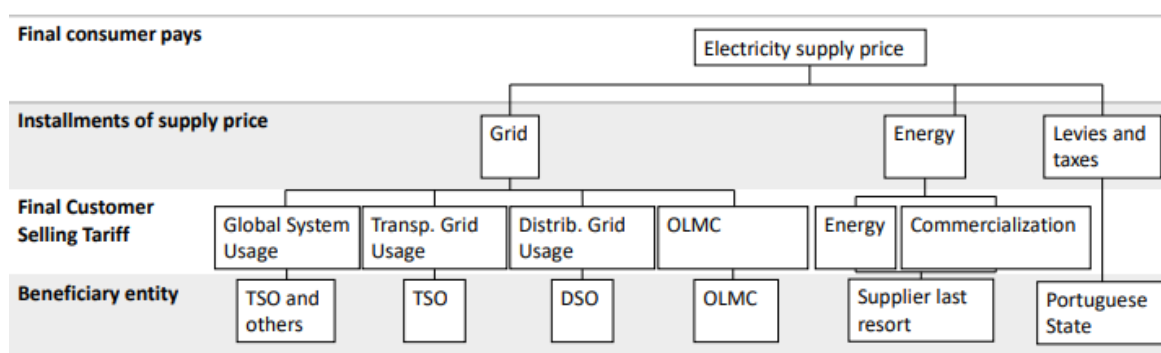 Final consumer pays
Electricity supply price
Installments of supply price
Grid
Energy
Levies and
taxes
Final Customer
Selling Tariff
Global System
Usage
Transp. Grid
Usage
Distrib. Grid
Usage
OLMC
Energy
Commercialization
Beneficiary entity
TSO and
others
TSO
DSO
OLMC
Supplier last
resort
Portuguese
State